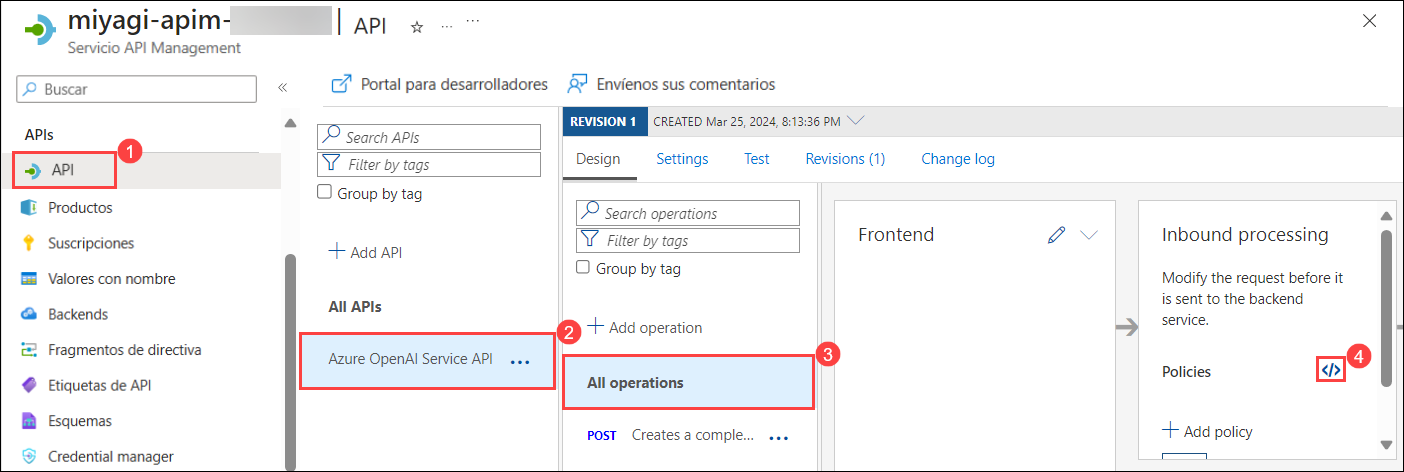 miyagi-apim- | API
Servicio API Management
Buscar
APIs
API
1
Productos
Suscripciones
Valores con nombre
Backends
Fragmentos de directiva
Etiquetas de API
Esquemas
Credential manager
Portal para desarrolladores
Envíenos sus comentarios
Search APIs
Filter by tags
Group by tag
Add API
All APIs
Azure OpenAI Service API ...
2
REVISION 1 CREATED Mar 25, 2024, 8:13:36 PM
Design Settings Test Revisions (1) Change log
Search operations
Filter by tags
Group by tag
Add operation
All operations
3
POST Creates a comple... ...
Frontend
Inbound processing
Modify the request before it
is sent to the backend
service.
Policies </>
4
Add policy